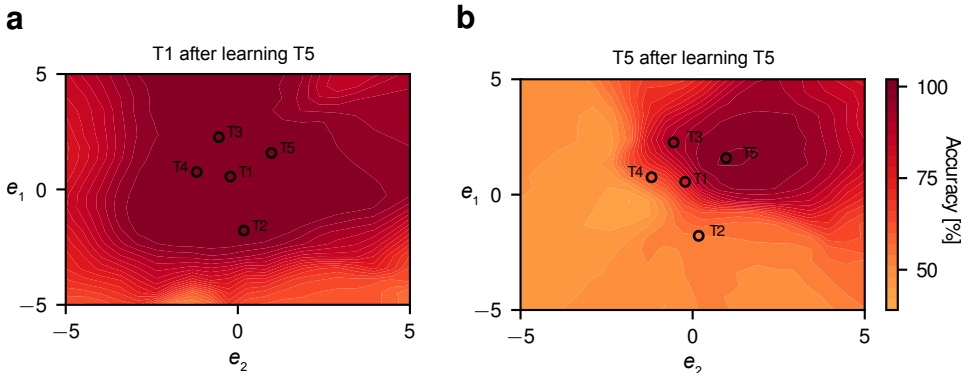 a
T1 after learning T5
5
0
−5
e₁
T3
T5
T4
T1
T2
−5
0
5
e₂
b
T5 after learning T5
5
0
−5
e₁
T3
T5
T4
T1
T2
−5
0
5
e₂
100
75
50
Accuracy [%]